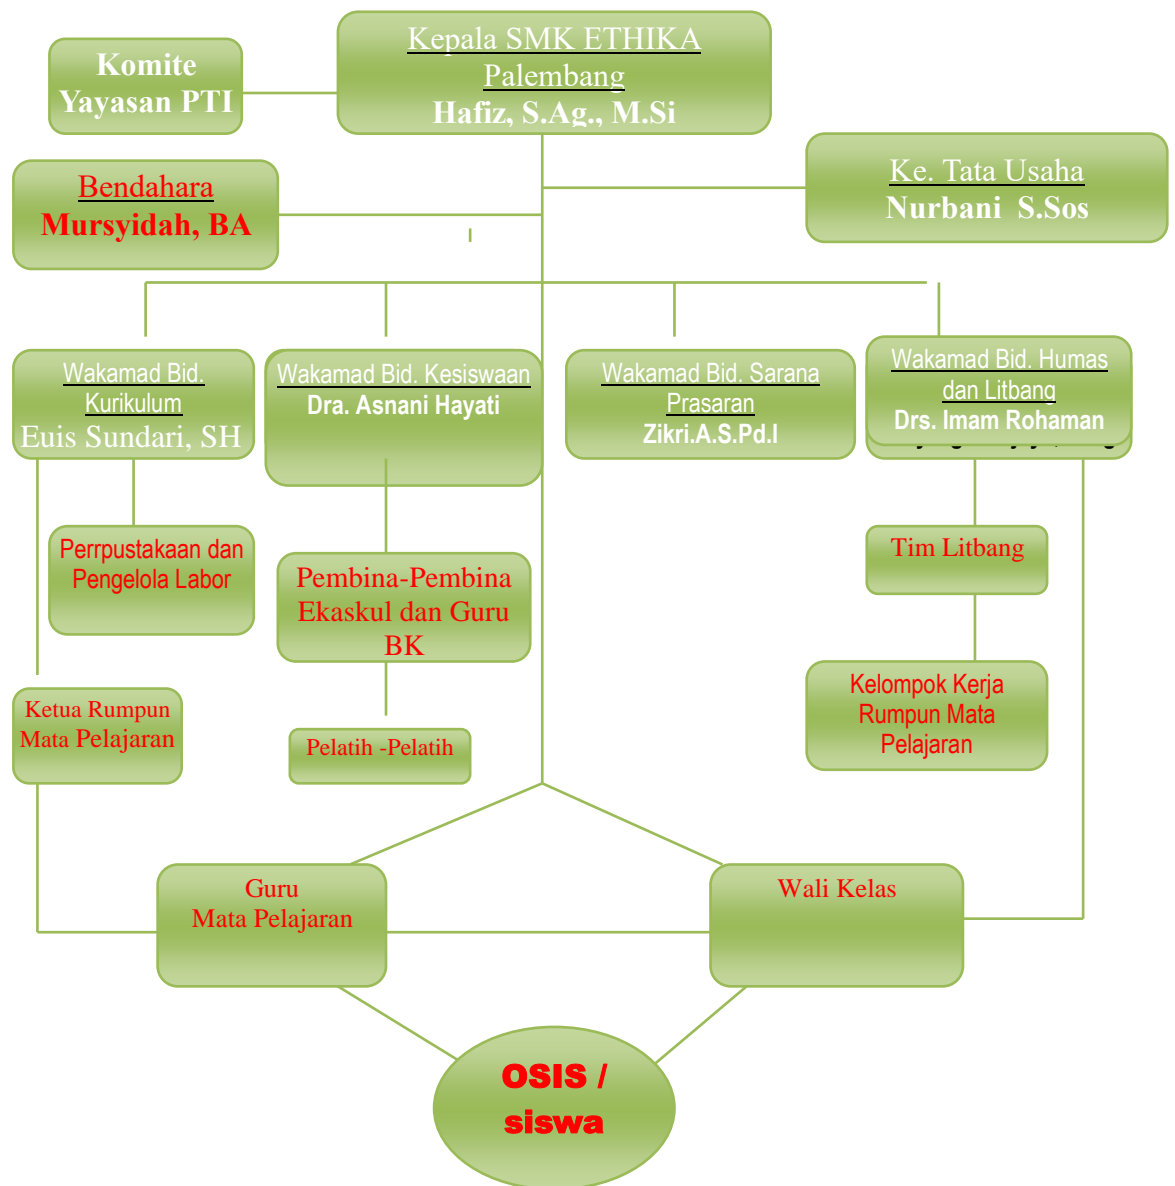 Kepala SMK ETHIKA
Palembang
Hafiz, S.Ag., M.Si
Komite
Yayasan PTI
Ke. Tata Usaha
Nurbani S.Sos
Bendahara
Mursyidah, BA
Wakamad Bid.
Kurikulum
Euis Sundari, SH
Wakamad Bid. Kesiswaan
Dra. Asnani Hayati
Wakamad Bid. Sarana
Prasaran
Zikri.A.S.Pd.I
Wakamad Bid. Humas
dan Litbang
Drs. Imam Rohaman
Perrpustakaan dan
Pengelola Labor
Pembina-Pembina
Ekaskul dan Guru
BK
Tim Litbang
Ketua Rumpun
Mata Pelajaran
Pelatih -Pelatih
Kelompok Kerja
Rumpun Mata
Pelajaran
Guru
Mata Pelajaran
Wali Kelas
OSIS /
siswa